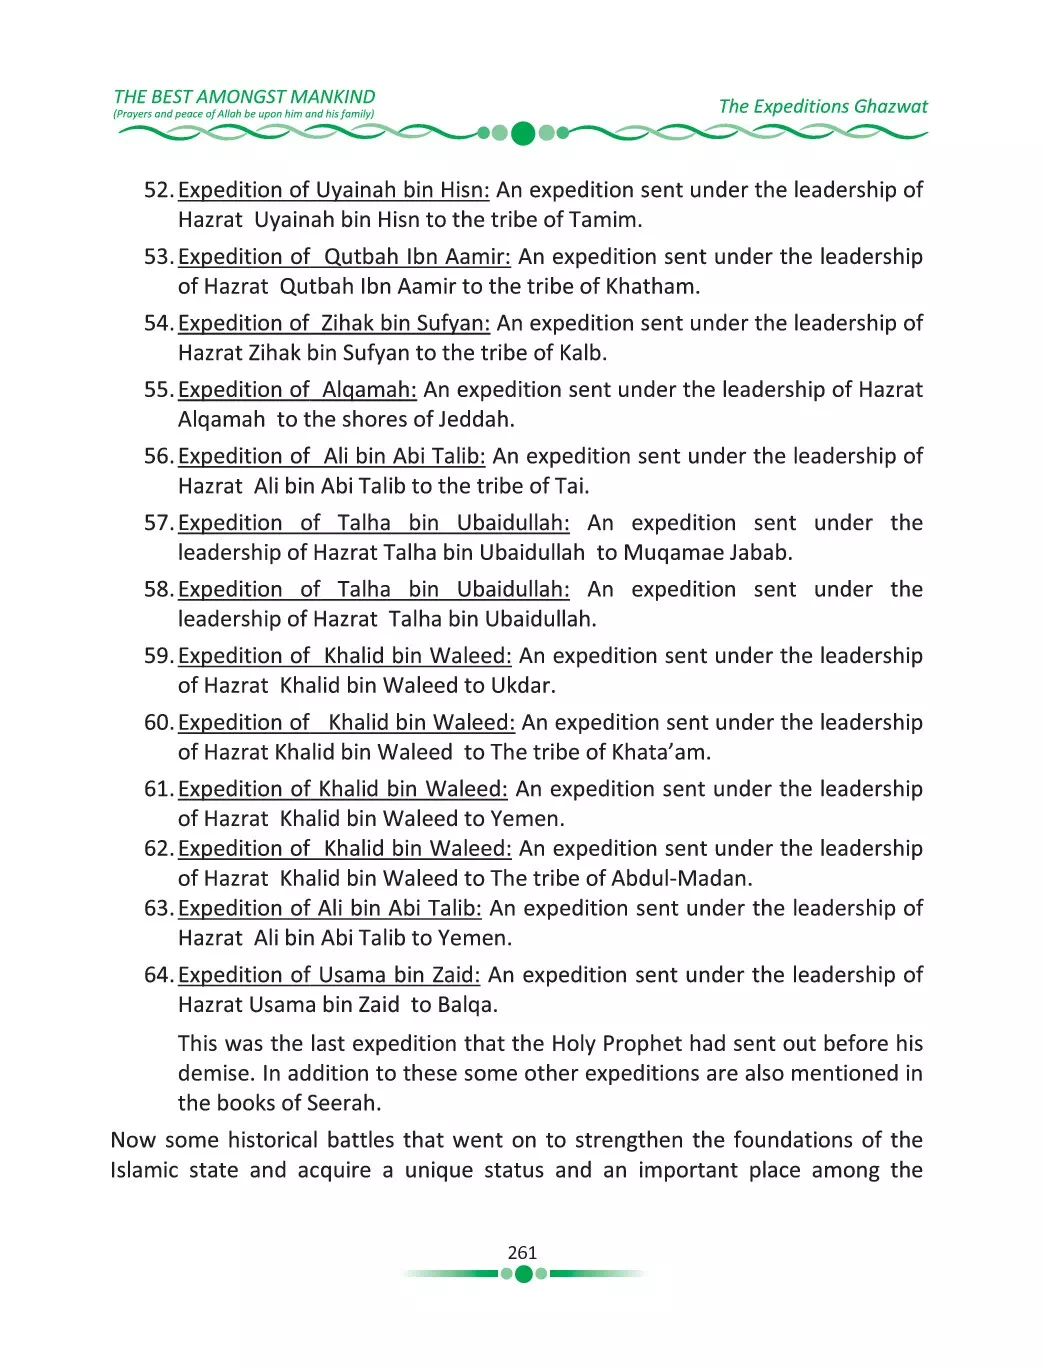 THE BEST AMONGST MANKIND
(Prayers and peace of Allah be upon him and his family)
The Expeditions Ghazwat
52. Expedition of Uyainah bin Hisn: An expedition sent under the leadership of
Hazrat Uyainah bin Hisn to the tribe of Tamim.
53. Expedition of Qutbah Ibn Aamir: An expedition sent under the leadership
of Hazrat Qutbah Ibn Aamir to the tribe of Khatham.
54. Expedition of Zihak bin Sufyan: An expedition sent under the leadership of
Hazrat Zihak bin Sufyan to the tribe of Kalb.
55. Expedition of Alqamah: An expedition sent under the leadership of Hazrat
Alqamah to the shores of Jeddah.
56. Expedition of Ali bin Abi Talib: An expedition sent under the leadership of
Hazrat Ali bin Abi Talib to the tribe of Tai.
57. Expedition of Talha bin Ubaidullah: An expedition sent under the
leadership of Hazrat Talha bin Ubaidullah to Muqamae Jabab.
58. Expedition of Talha bin Ubaidullah: An expedition sent under the
leadership of Hazrat Talha bin Ubaidullah.
59. Expedition of Khalid bin Waleed: An expedition sent under the leadership
of Hazrat Khalid bin Waleed to Ukdar.
60. Expedition of Khalid bin Waleed: An expedition sent under the leadership
of Hazrat Khalid bin Waleed to The tribe of Khata’am.
61. Expedition of Khalid bin Waleed: An expedition sent under the leadership
of Hazrat Khalid bin Waleed to Yemen.
62. Expedition of Khalid bin Waleed: An expedition sent under the leadership
of Hazrat Khalid bin Waleed to The tribe of Abdul-Madan.
63. Expedition of Ali bin Abi Talib: An expedition sent under the leadership of
Hazrat Ali bin Abi Talib to Yemen.
64. Expedition of Usama bin Zaid: An expedition sent under the leadership of
Hazrat Usama bin Zaid to Balqa.
This was the last expedition that the Holy Prophet had sent out before his
demise. In addition to these some other expeditions are also mentioned in
the books of Seerah.
Now some historical battles that went on to strengthen the foundations of the
Islamic state and acquire a unique status and an important place among the
261